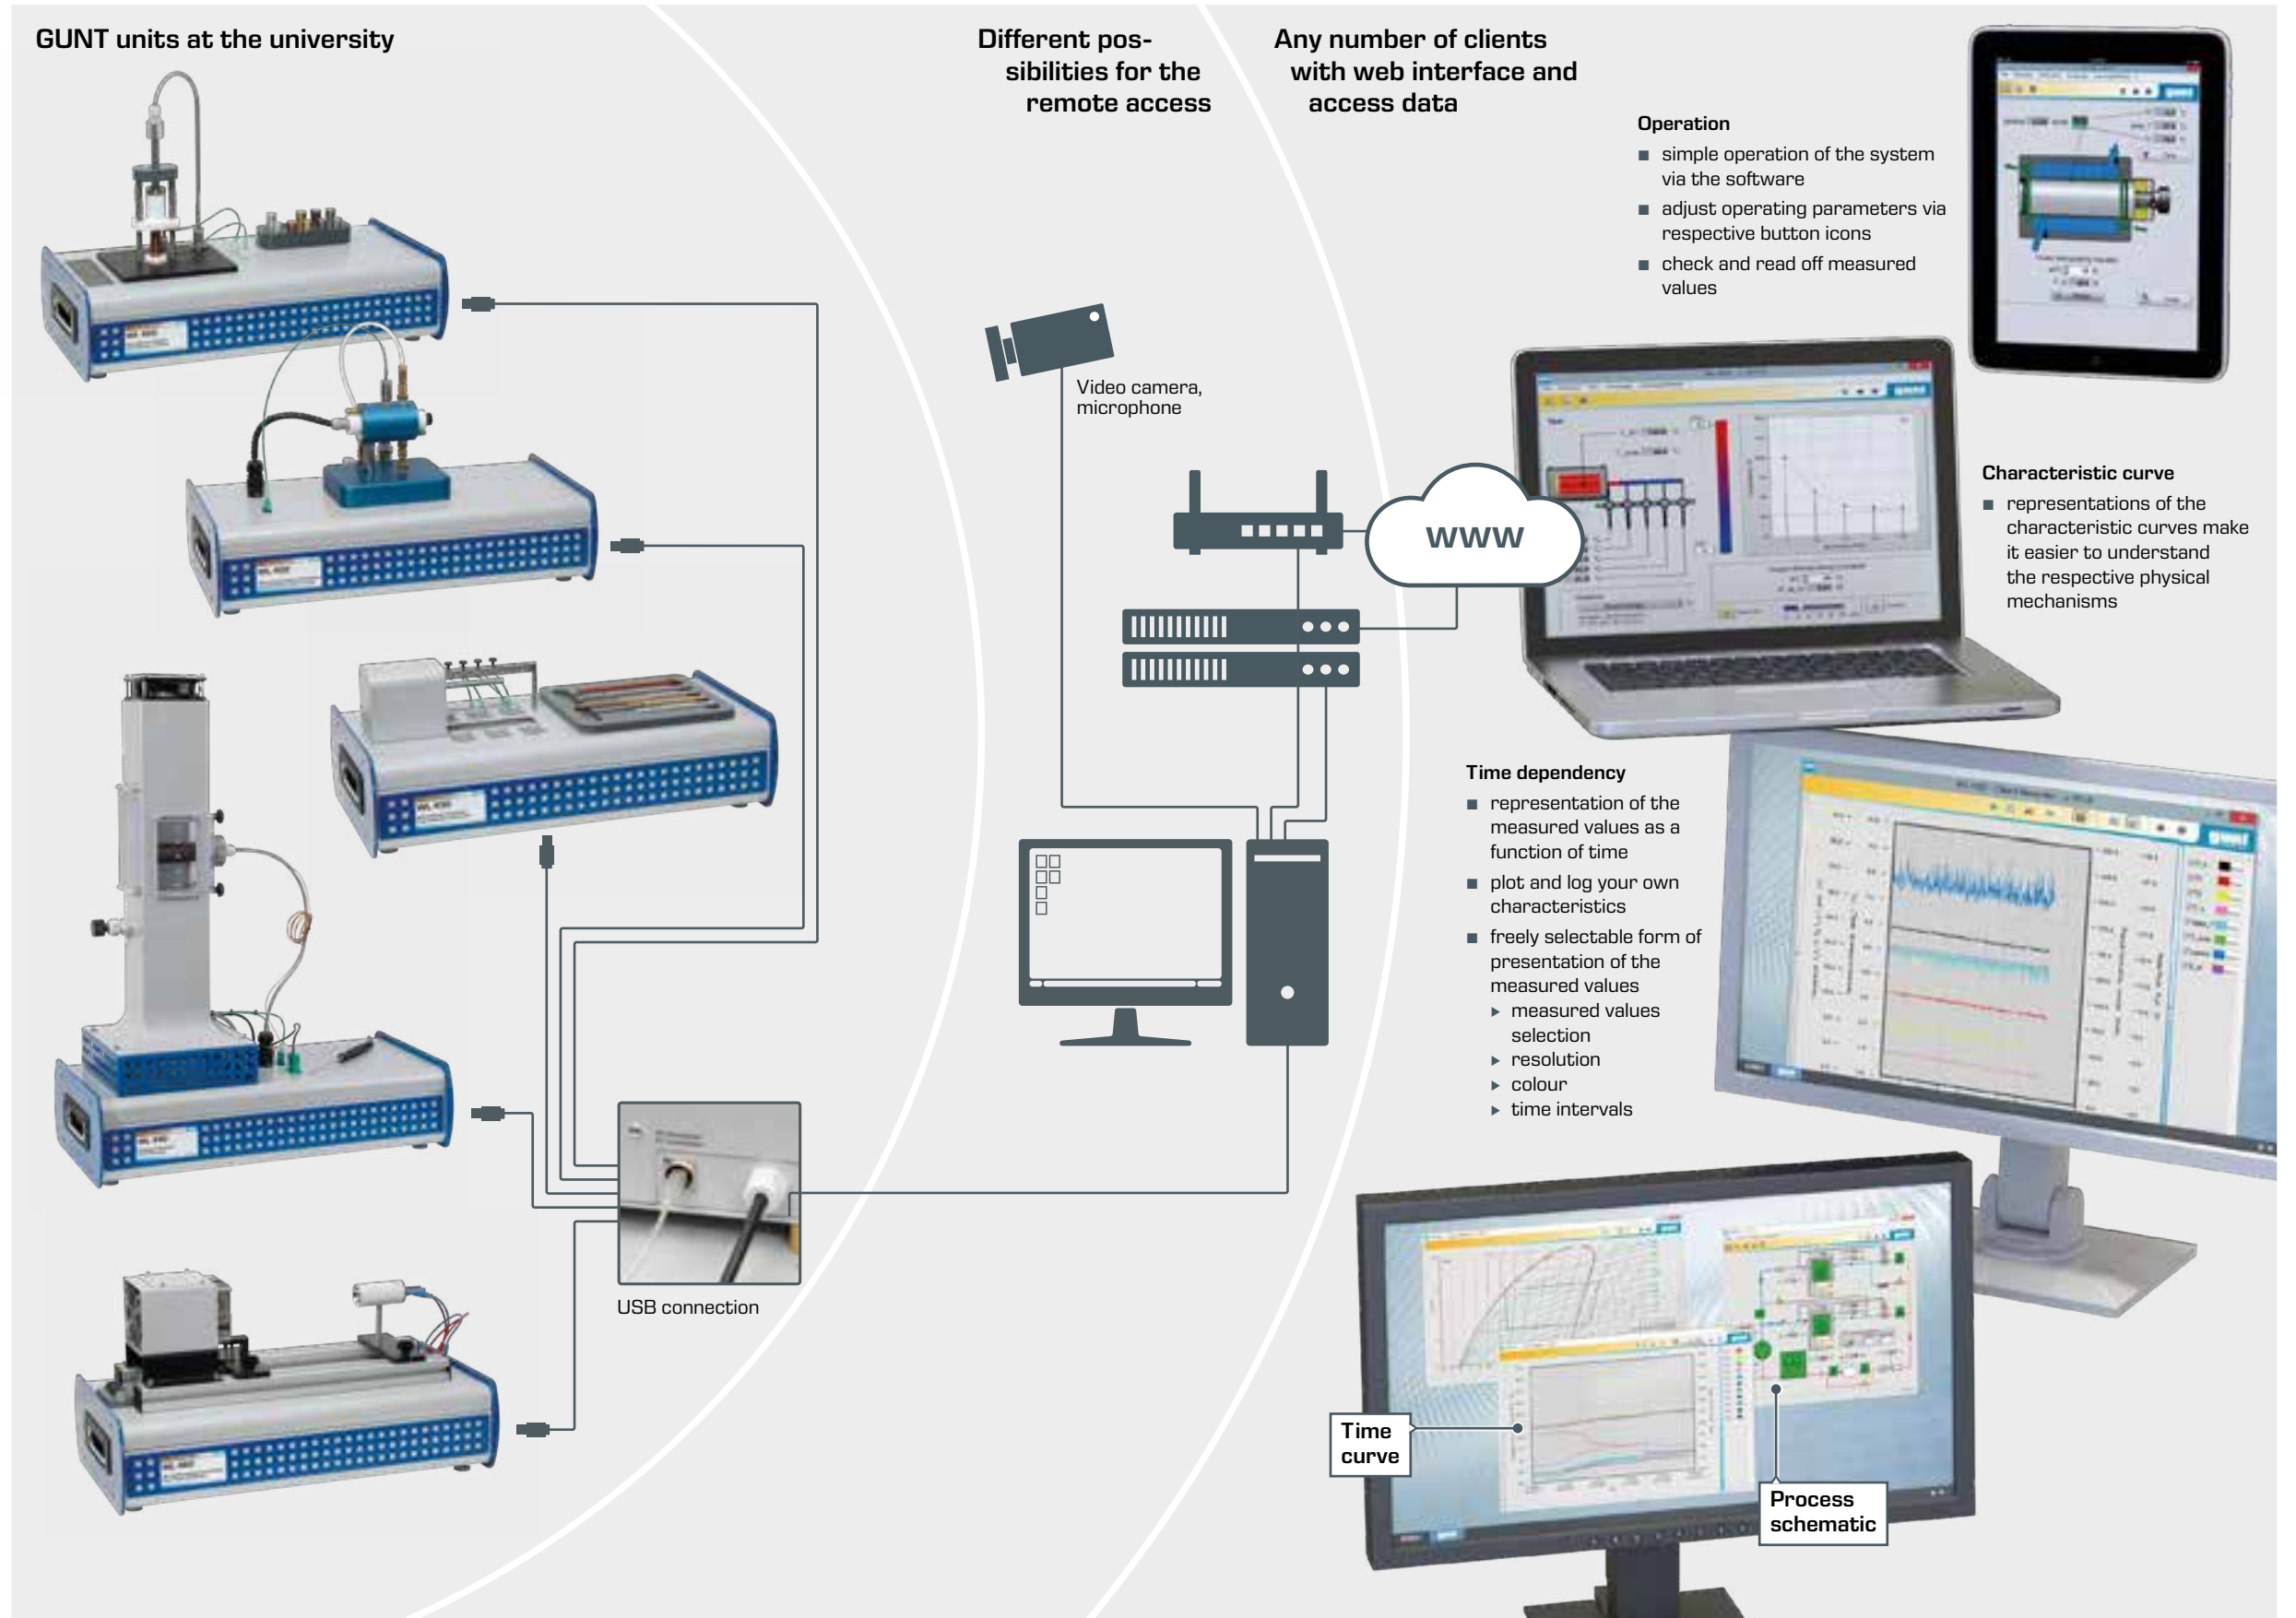 GUNT units at the university
Different pos-
sibilities for the
remote access
Any number of clients
with web interface and
access data
Operation
■ simple operation of the system
via the software
■ adjust operating parameters via
respective button icons
■ check and read off measured
values
Video camera,
microphone
www
Characteristic curve
■ representations of the
characteristic curves make
it easier to understand
the respective physical
mechanisms
Time dependency
■ representation of the
measured values as a
function of time
■ plot and log your own
characteristics
■ freely selectable form of
presentation of the
measured values
▶ measured values
selection
▶ resolution
▶ colour
▶ time intervals
USB connection
Time
curve
Process
schematic